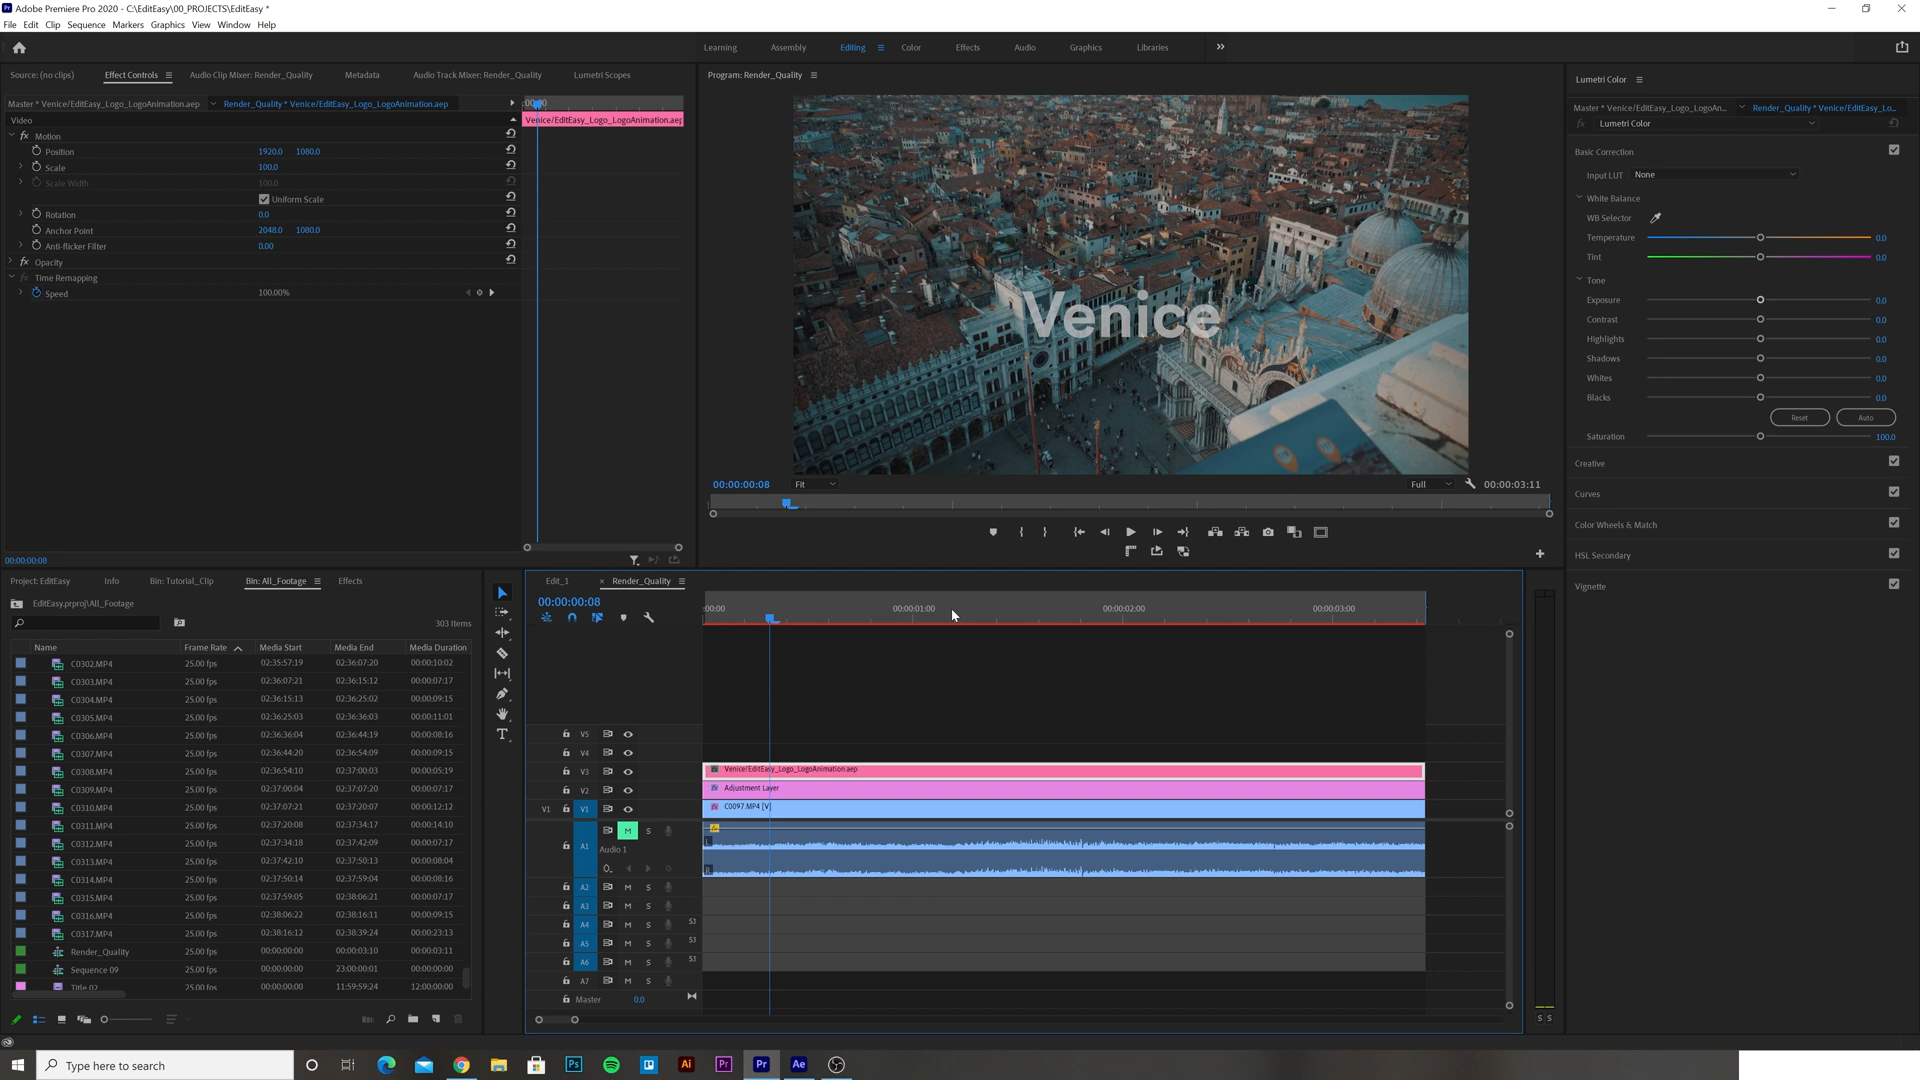 Adobe Premiere Pro 2020 - C:\EditEasy\00_PROJECTS\EditEasy *
File Edit Clip Sequence Markers Graphics View Window Help
Learning Assembly Editing Color Effects Audio Graphics Libraries
Source: (no clips) Effect Controls Audio Clip Mixer: Render_Quality Metadata Audio Track Mixer: Render_Quality Lumetri Scopes
Master * Venice/EditEasy_Logo_LogoAnimation.aep Render_Quality * Venice/EditEasy_Logo_LogoAnimation.aep :00:00
Video
Venice/EditEasy_Logo_LogoAnimation.aep
fx Motion
Position 1920.0 1080.0
Scale 100.0
Scale Width 100.0
Uniform Scale
Rotation 0.0
Anchor Point 2048.0 1080.0
Anti-flicker Filter 0.00
fx Opacity
fx Time Remapping
Speed 100.00%
00:00:00:08
Program: Render_Quality
Venice
00:00:00:08 Fit Full 00:00:03:11
Lumetri Color
Master * Venice/EditEasy_Logo_LogoAn... Render_Quality * Venice/EditEasy_Lo...
fx Lumetri Color
Basic Correction
Input LUT None
White Balance
WB Selector
Temperature 0.0
Tint 0.0
Tone
Exposure 0.0
Contrast 0.0
Highlights 0.0
Shadows 0.0
Whites 0.0
Blacks 0.0
Reset Auto
Saturation 100.0
Creative
Curves
Color Wheels & Match
HSL Secondary
Vignette
Project: EditEasy Info Bin: Tutorial_Clip Bin: All_Footage Effects
EditEasy.prproj\All_Footage
303 Items
Name Frame Rate Media Start Media End Media Duration
C0302.MP4 25.00 fps 02:35:57:19 02:36:07:20 00:00:10:02
C0303.MP4 25.00 fps 02:36:07:21 02:36:15:12 00:00:07:17
C0304.MP4 25.00 fps 02:36:15:13 02:36:25:02 00:00:09:15
C0305.MP4 25.00 fps 02:36:25:03 02:36:36:03 00:00:11:01
C0306.MP4 25.00 fps 02:36:36:04 02:36:44:19 00:00:08:16
C0307.MP4 25.00 fps 02:36:44:20 02:36:54:09 00:00:09:15
C0308.MP4 25.00 fps 02:36:54:10 02:37:00:03 00:00:05:19
C0309.MP4 25.00 fps 02:37:00:04 02:37:07:20 00:00:07:17
C0310.MP4 25.00 fps 02:37:07:21 02:37:20:07 00:00:12:12
C0311.MP4 25.00 fps 02:37:20:08 02:37:34:17 00:00:14:10
C0312.MP4 25.00 fps 02:37:34:18 02:37:42:09 00:00:07:17
C0313.MP4 25.00 fps 02:37:42:10 02:37:50:13 00:00:08:04
C0314.MP4 25.00 fps 02:37:50:14 02:37:59:04 00:00:08:16
C0315.MP4 25.00 fps 02:37:59:05 02:38:06:21 00:00:07:17
C0316.MP4 25.00 fps 02:38:06:22 02:38:16:11 00:00:09:15
C0317.MP4 25.00 fps 02:38:16:12 02:38:39:24 00:00:23:13
Render_Quality 25.00 fps 00:00:00:00 00:00:03:10 00:00:03:11
Sequence 09 25.00 fps 00:00:00:00 23:00:00:01 00:00:00:00
Title 02 25.00 fps 00:00:00:00 11:59:59:24 12:00:00:00
Edit_1 × Render_Quality
00:00:00:08
:00:00 00:00:01:00 00:00:02:00 00:00:03:00
V5
V4
V3 Venice/EditEasy_Logo_LogoAnimation.aep
V2 Adjustment Layer
V1 V1 C0097.MP4 [V]
M S
A1 Audio 1
L
R
A2 M S
A3 M S
A4 M S S1
A5 M S S1
A6 M S S1
A7 M S
Master 0.0
S S
Type here to search
Ps Ai Pr Pr Ae